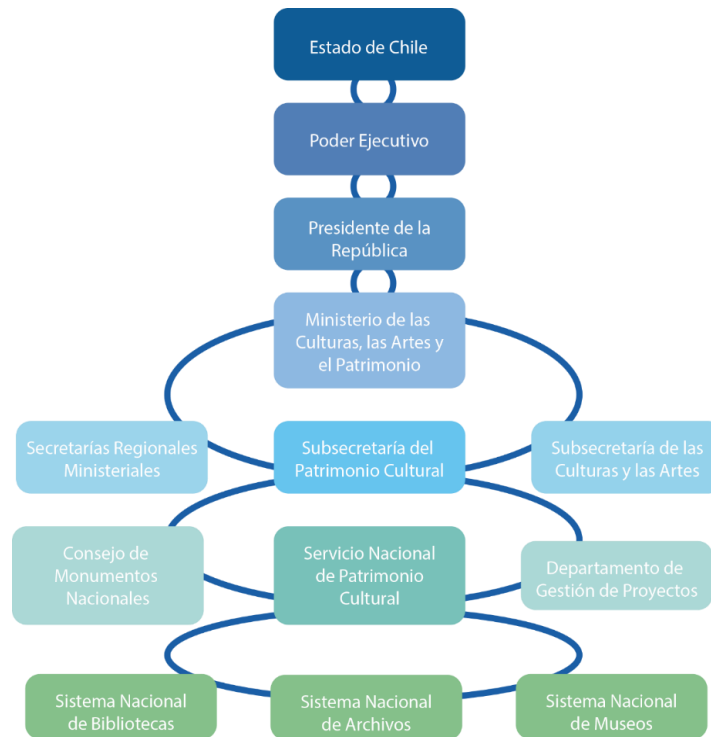 Estado de Chile
Poder Ejecutivo
Presidente de la
República
Ministerio de las
Culturas, las Artes y
el Patrimonio
Secretarías Regionales
Ministeriales
Subsecretaría del
Patrimonio Cultural
Subsecretaría de las
Culturas y las Artes
Consejo de
Monumentos
Nacionales
Servicio Nacional
de Patrimonio
Cultural
Departamento de
Gestión de Proyectos
Sistema Nacional
de Bibliotecas
Sistema Nacional
de Archivos
Sistema Nacional
de Museos